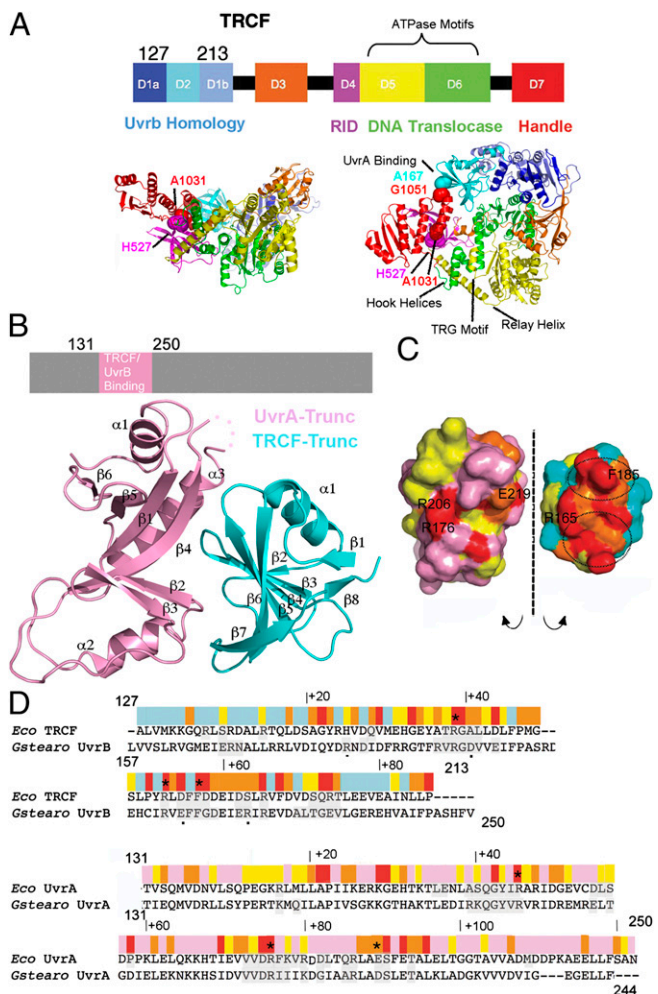 A
TRCF
ATPase Motifs
127 213
D1a D2 D1b D3 D4 D5 D6 D7
Uvrb Homology RID DNA Translocase Handle
UvrA Binding
A1031 A167
G1051
H527 H527
A1031
Hook Helices
TRG Motif
Relay Helix
B
131 250
TRCF/
UvrB
Binding
C
UvrA-Trunc
TRCF-Trunc
α1
β6 α3 α1
β5
β1 β1
β4 β2
β2 β3
β3 β6 β4 β8
β5
α2 β7
F185
R206 E219
R165
R176
D
127 +20 +40
Eco TRCF -ALVMKKGQRLSRDALRTQLDSAGYRHVDQVMEHGEYATRGALLDLFPMG--
Gstearo UvrB LVVSLRVGMEIERNALLRRLVDIQYDRNDIDFRRGTFRVRGDVVEIFPASRD
157 +60 +80 213
Eco TRCF SLPYRLDFFDDEIDSLRVFDVDSQRTLEEVEAINLLP-----
Gstearo UvrB EHCIRVEFFGDEIERIREVDALTGEVLGEREHVAIFPASHFV
250
131 +20 +40
Eco UvrA TVSQMVDNVLSQPEGKRLMLLAPIIKERKGEHTKTLENLASQGYIRARIDGEVCDLS
Gstearo UvrA TIEQMVDRLLSYPERTKMQILAPIVSGKKGTHAKTLEDIRKQGYVRVRIDREMRELT
131 +60 +80 +100 250
Eco UvrA DPPKLELQKKHTIEVVVDRFKVRDDLTQRLAESFETALELTGGTAVVADMDDPKAEELLFSAN
Gstearo UvrA GDIELEKNKKHSIDVVVDRIIIKDGIAARLADSLETALKLADGKVVVDVIG---EGELLF-
244